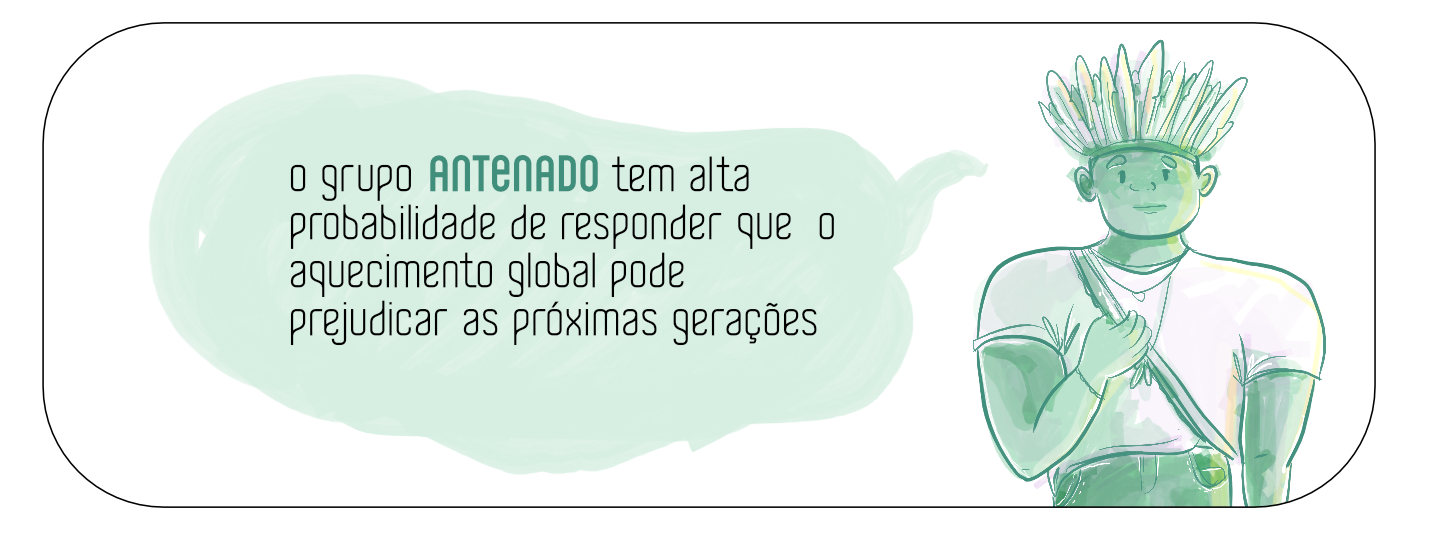 o grupo ANTENADO tem alta
probabilidade de responder que o
aquecimento global pode
prejudicar as próximas gerações